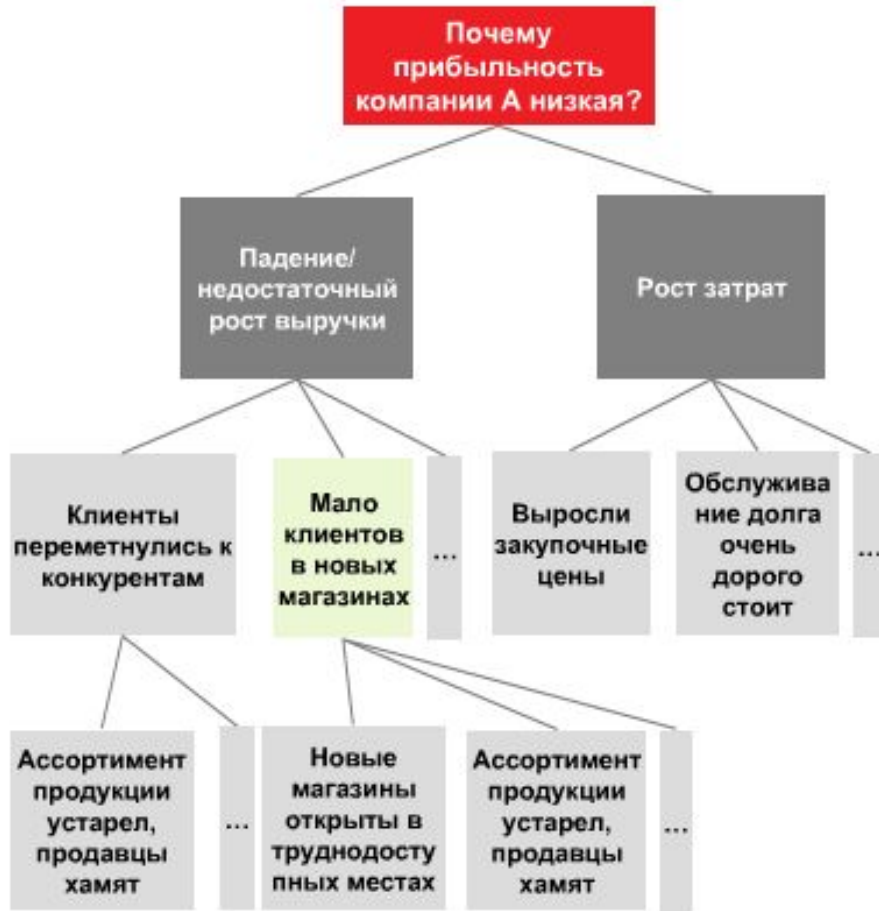 Почему
прибыльность
компании А низкая?
Падение/
недостаточный
рост выручки
Рост затрат
Клиенты
переметнулись к
конкурентам
Мало
клиентов
в новых
магазинах
...
Выросли
закупочные
цены
Обслужива
ние долга
очень
дорого
стоит
...
Ассортимент
продукции
устарел,
продавцы
хамят
...
Новые
магазины
открыты в
труднодосту
пных местах
Ассортимент
продукции
устарел,
продавцы
хамят
...